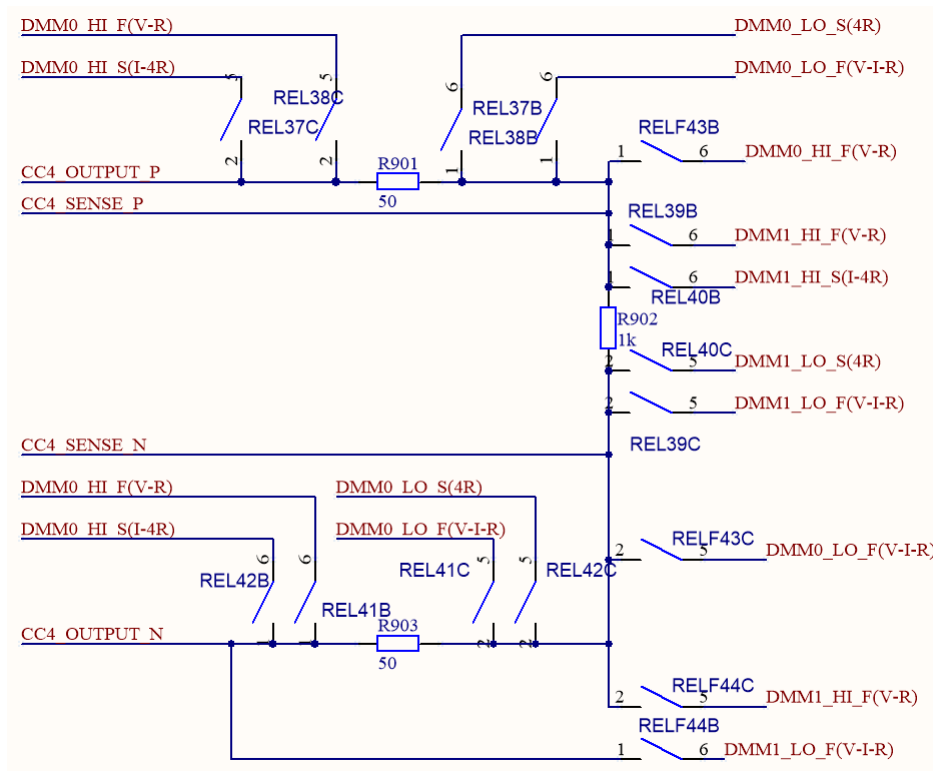 DMM0_HI_F(V-R)
DMM0_LO_S(4R)
DMM0_HI_S(I-4R)
DMM0_LO_F(V-I-R)
5
5
6
6
REL38C
REL37C
REL37B
REL38B
RELF43B
2
2
1
1
1
6
DMM0_HI_F(V-R)
R901
CC4_OUTPUT_P
50
CC4_SENSE_P
REL39B
1
6
DMM1_HI_F(V-R)
1
6
DMM1_HI_S(I-4R)
REL40B
R902
1k
REL40C
2
5
DMM1_LO_S(4R)
2
5
DMM1_LO_F(V-I-R)
CC4_SENSE_N
REL39C
DMM0_HI_F(V-R)
DMM0_LO_S(4R)
DMM0_HI_S(I-4R)
DMM0_LO_F(V-I-R)
RELF43C
2
5
DMM0_LO_F(V-I-R)
6
6
5
5
REL42B
REL41B
REL41C
REL42C
CC4_OUTPUT_N
1
1
R903
2
2
50
RELF44C
2
5
DMM1_HI_F(V-R)
RELF44B
1
6
DMM1_LO_F(V-I-R)